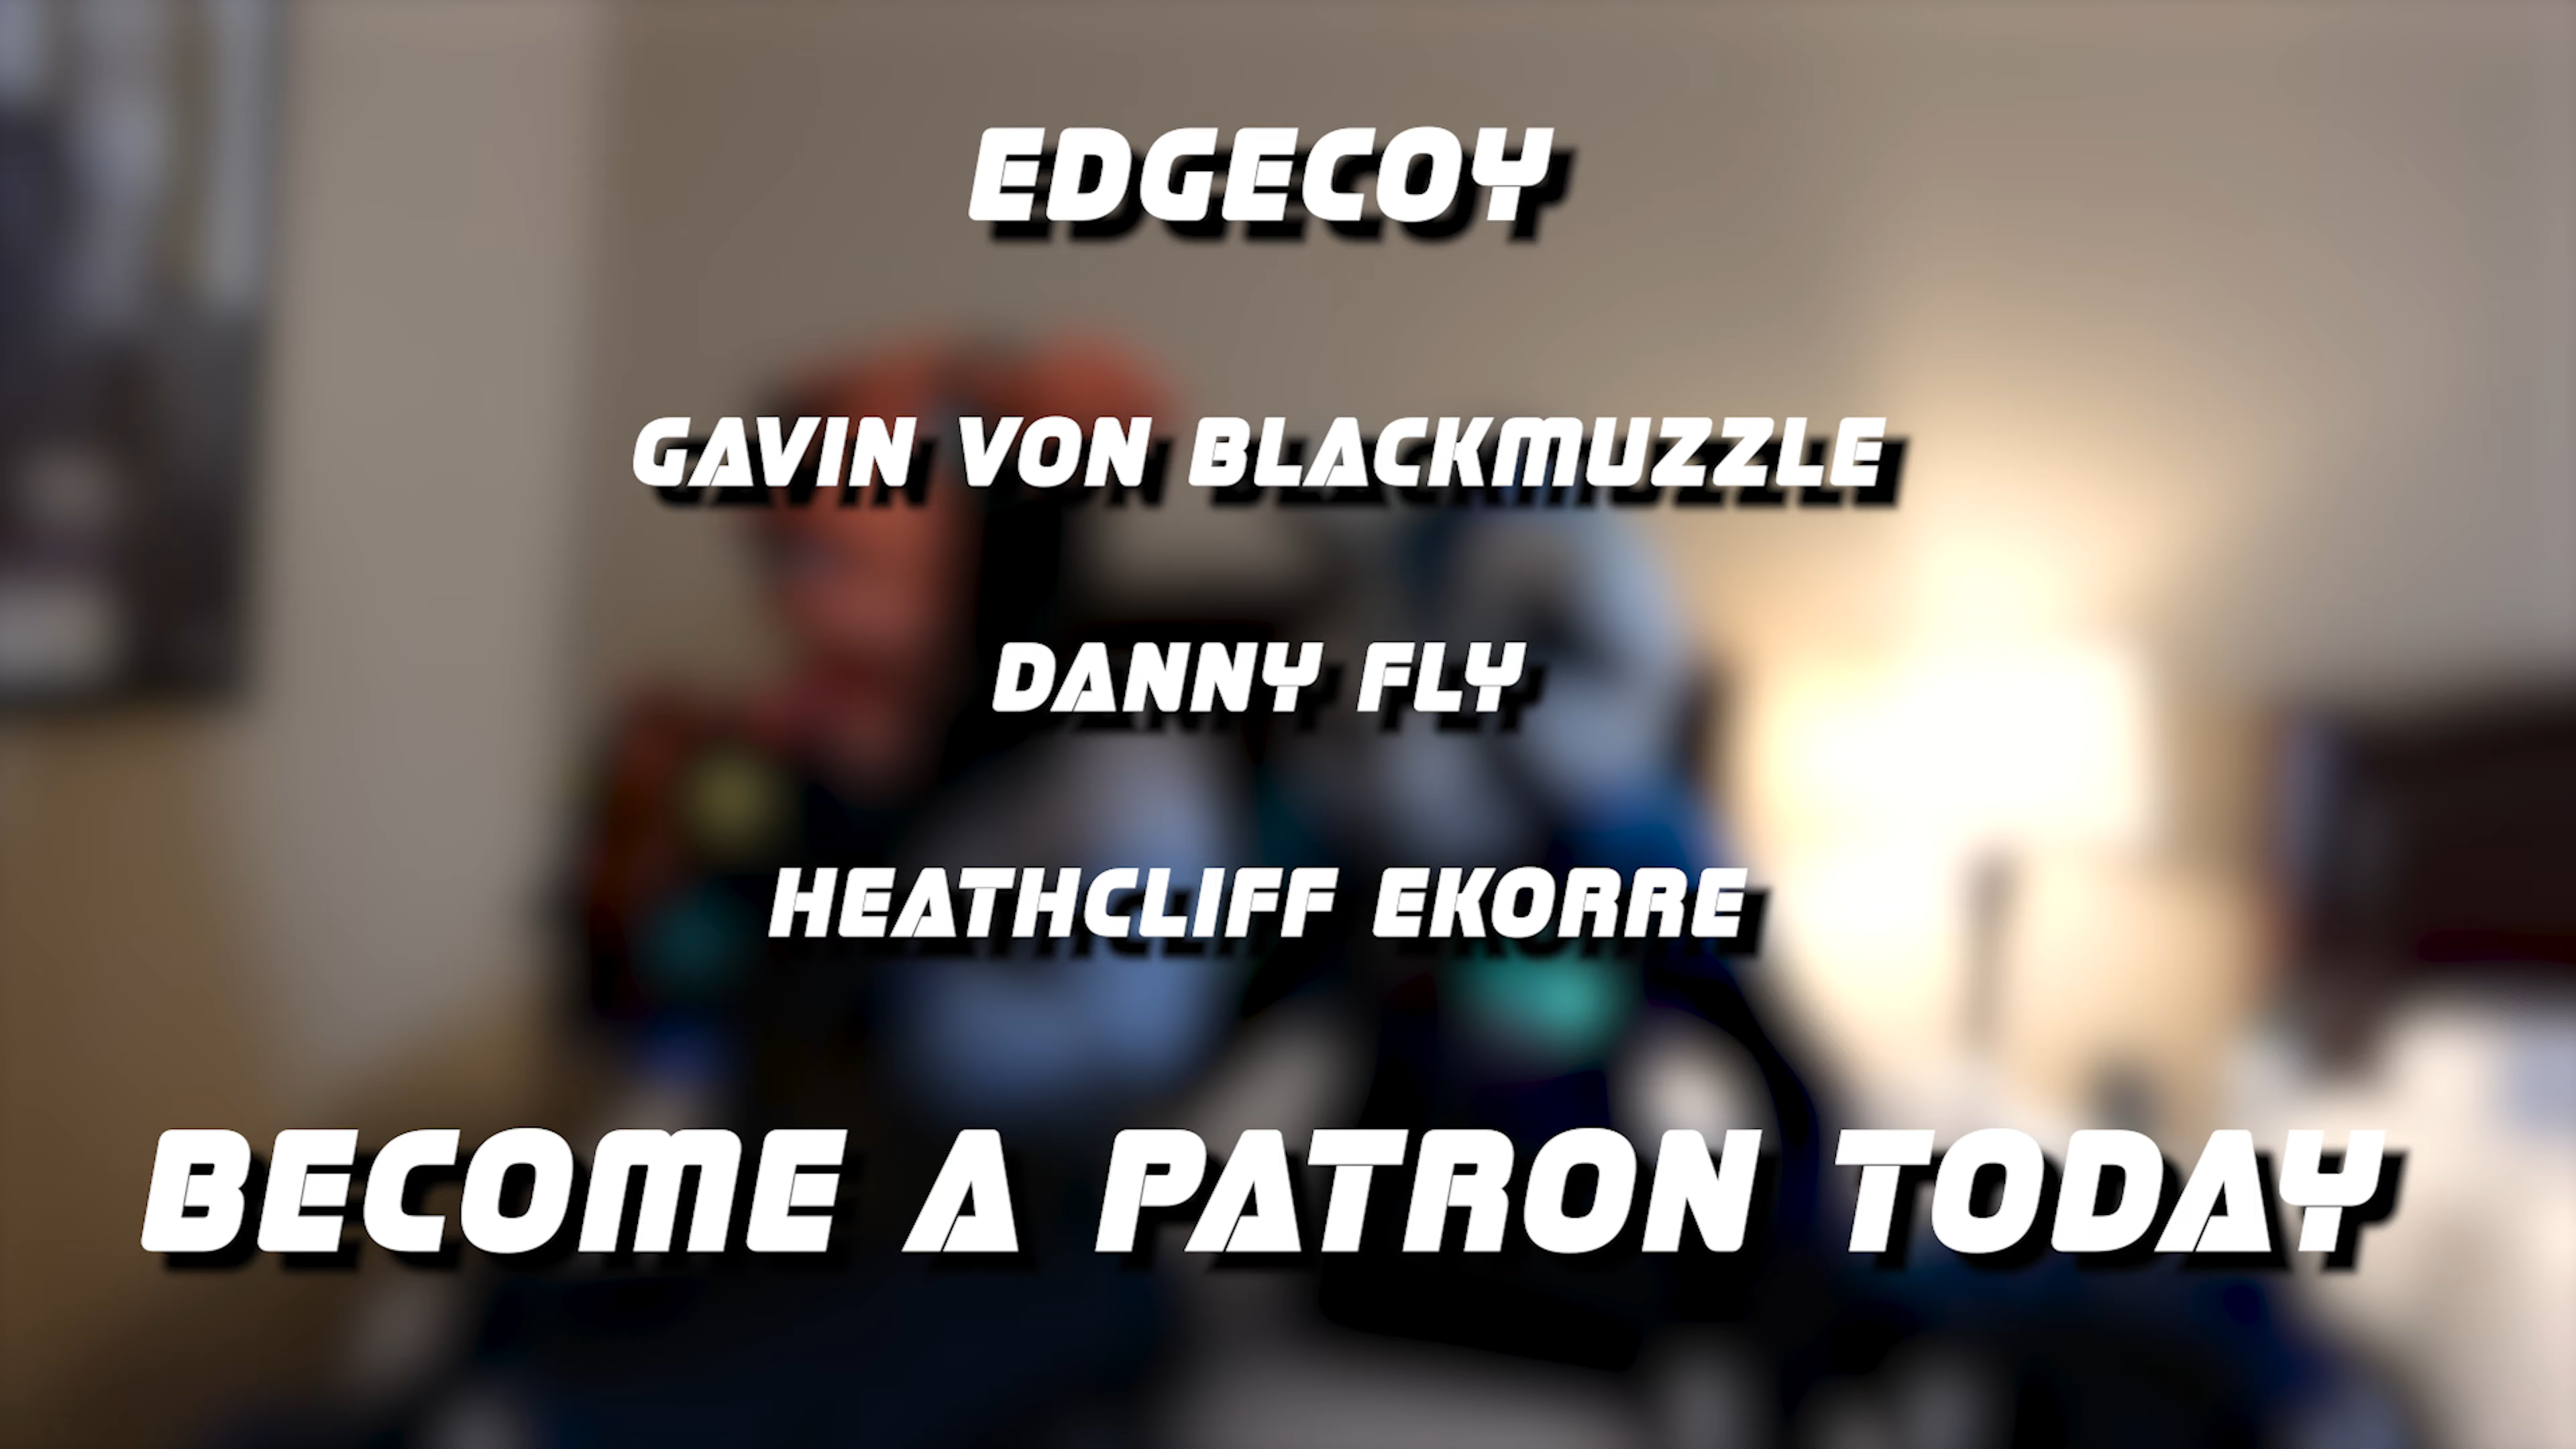 EDGECOY
GAVIN VON BLACKMUZZLE
DANNY FLY
HEATHCLIFF EKORRE
BECOME A PATRON TODAY